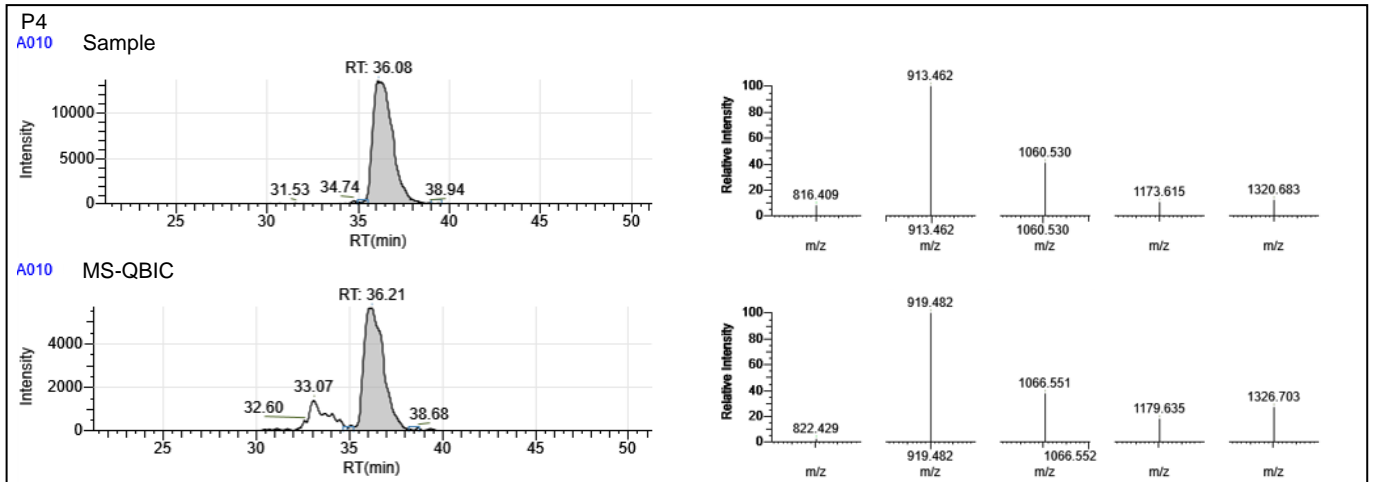 P4
A010 Sample
RT: 36.08
10000
5000
0
Intensity
31.53
34.74
38.94
25 30 35 40 45 50
RT(min)
100
80
60
40
20
0
Relative Intensity
816.409
913.462
1060.530
1173.615
1320.683
913.462
1060.530
m/z m/z m/z m/z m/z
A010 MS-QBIC
RT: 36.21
4000
2000
0
Intensity
32.60
33.07
38.68
25 30 35 40 45 50
RT(min)
100
80
60
40
20
0
Relative Intensity
822.429
919.482
1066.551
1179.635
1326.703
919.482
1066.552
m/z m/z m/z m/z m/z